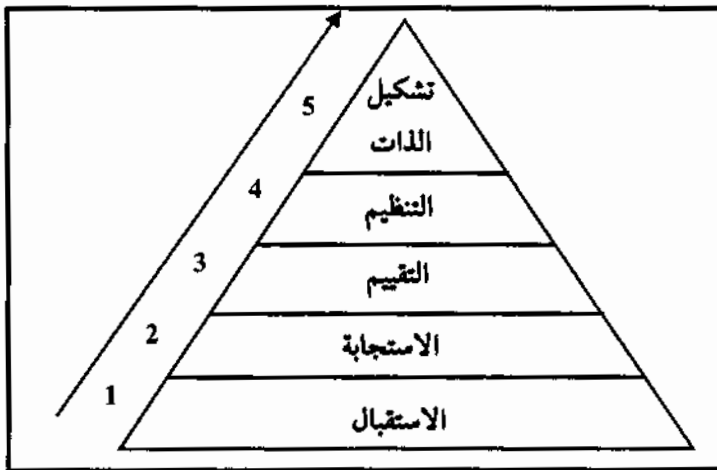 تشكيل
5
الذات
4
التنظيم
3
التقييم
2
الاستجابة
1
الاستقبال